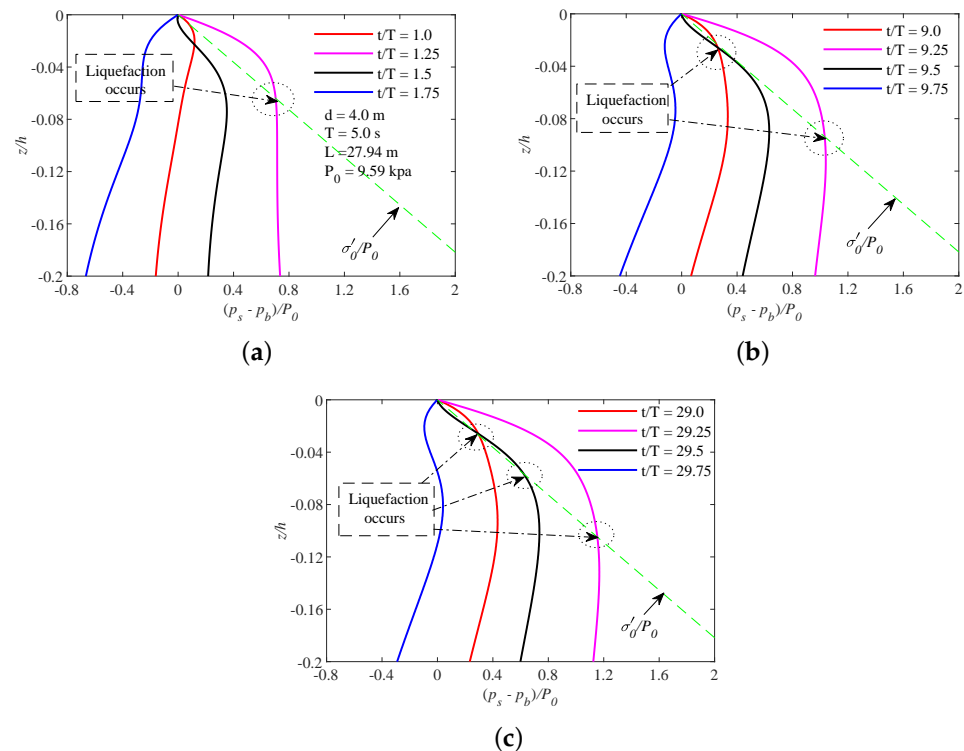 0
-0.04
-0.08
-0.12
-0.16
-0.2
z/h
-0.8 -0.4 0 0.4 0.8 1.2 1.6 2
(p_s - p_b)/P_0
t/T = 1.0
t/T = 1.25
t/T = 1.5
t/T = 1.75
d = 4.0 m
T = 5.0 s
L =27.94 m
P_0 = 9.59 kpa
Liquefaction
occurs
σ'_0/P_0
(a)
0
-0.04
-0.08
-0.12
-0.16
-0.2
z/h
-0.8 -0.4 0 0.4 0.8 1.2 1.6 2
(p_s - p_b)/P_0
t/T = 9.0
t/T = 9.25
t/T = 9.5
t/T = 9.75
Liquefaction
occurs
σ'_0/P_0
(b)
0
-0.04
-0.08
-0.12
-0.16
-0.2
z/h
-0.8 -0.4 0 0.4 0.8 1.2 1.6 2
(p_s - p_b)/P_0
t/T = 29.0
t/T = 29.25
t/T = 29.5
t/T = 29.75
Liquefaction
occurs
σ'_0/P_0
(c)